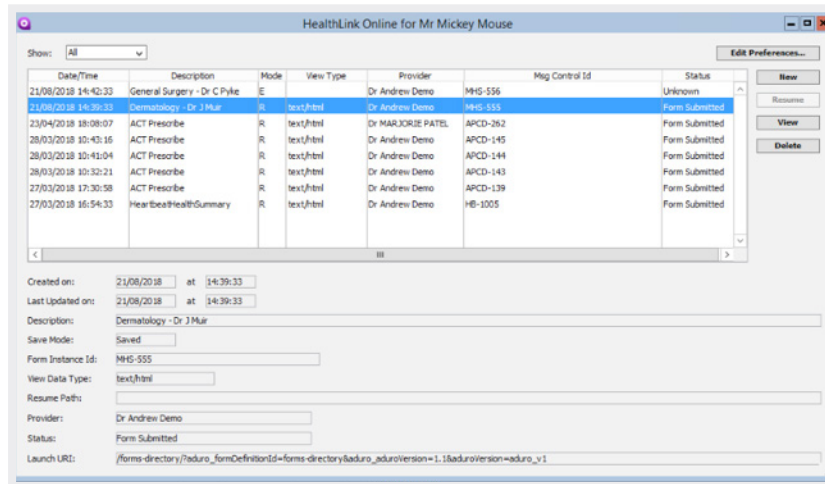 HealthLink Online for Mr Mickey Mouse
Show: All Edit Preferences...
Date/Time Description Mode View Type Provider Msg Control Id Status New
21/08/2018 14:42:33 General Surgery - Dr C Pyke E Dr Andrew Demo MHS-556 Unknown
21/08/2018 14:39:33 Dermatology - Dr J Muir R text/html Dr Andrew Demo MHS-555 Form Submitted Resume
23/04/2018 18:08:07 ACT Prescribe R text/html Dr MARJORIE PATEL APCD-262 Form Submitted View
28/03/2018 10:43:16 ACT Prescribe R text/html Dr Andrew Demo APCD-145 Form Submitted Delete
28/03/2018 10:41:04 ACT Prescribe R text/html Dr Andrew Demo APCD-144 Form Submitted
28/03/2018 10:32:21 ACT Prescribe R text/html Dr Andrew Demo APCD-143 Form Submitted
27/03/2018 17:30:58 ACT Prescribe R text/html Dr Andrew Demo APCD-139 Form Submitted
27/03/2018 16:54:33 HeartbeatHealthSummary R text/html Dr Andrew Demo HB-1005 Form Submitted
Created on: 21/08/2018 at 14:39:33
Last Updated on: 21/08/2018 at 14:39:33
Description: Dermatology - Dr J Muir
Save Mode: Saved
Form Instance Id: MHS-555
View Data Type: text/html
Resume Path:
Provider: Dr Andrew Demo
Status: Form Submitted
Launch URI: /forms-directory/?aduro_formDefinitionId=forms-directory&aduro_aduroVersion=1.1&aduroVersion=aduro_v1